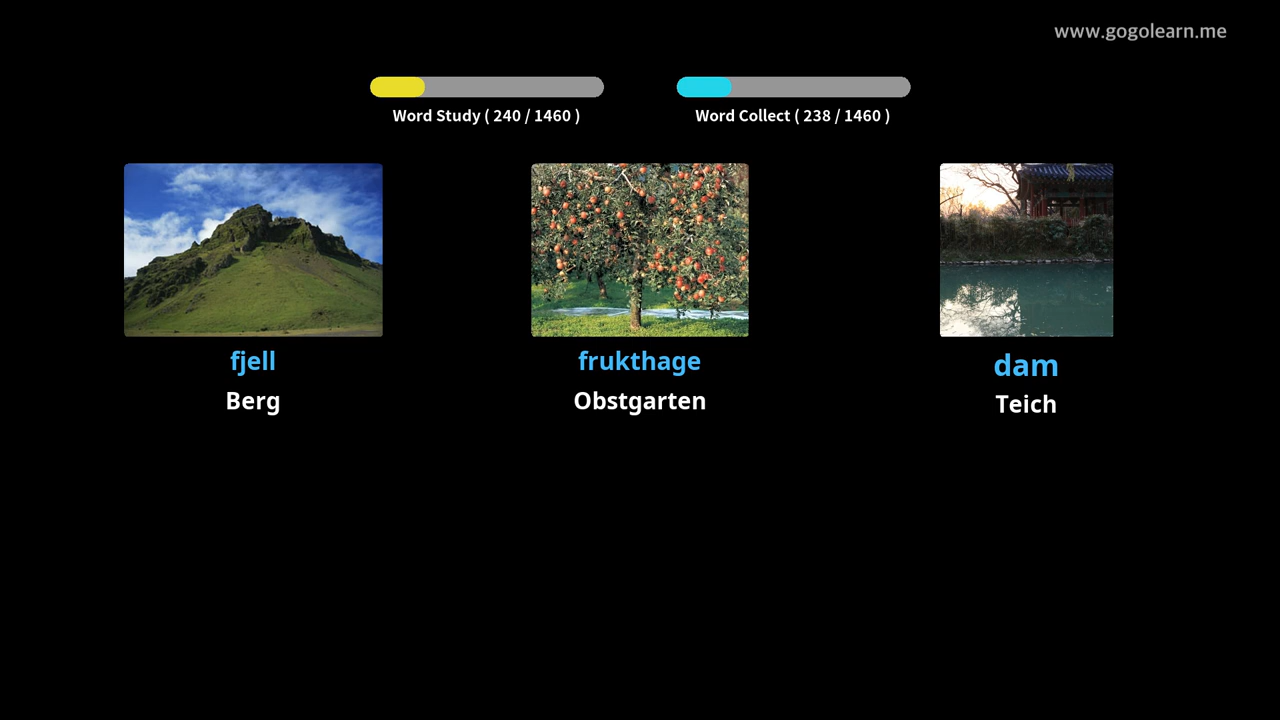 www.gogolearn.me
Word Study ( 240 / 1460 )
Word Collect ( 238 / 1460 )
fjell
Berg
frukthage
Obstgarten
dam
Teich